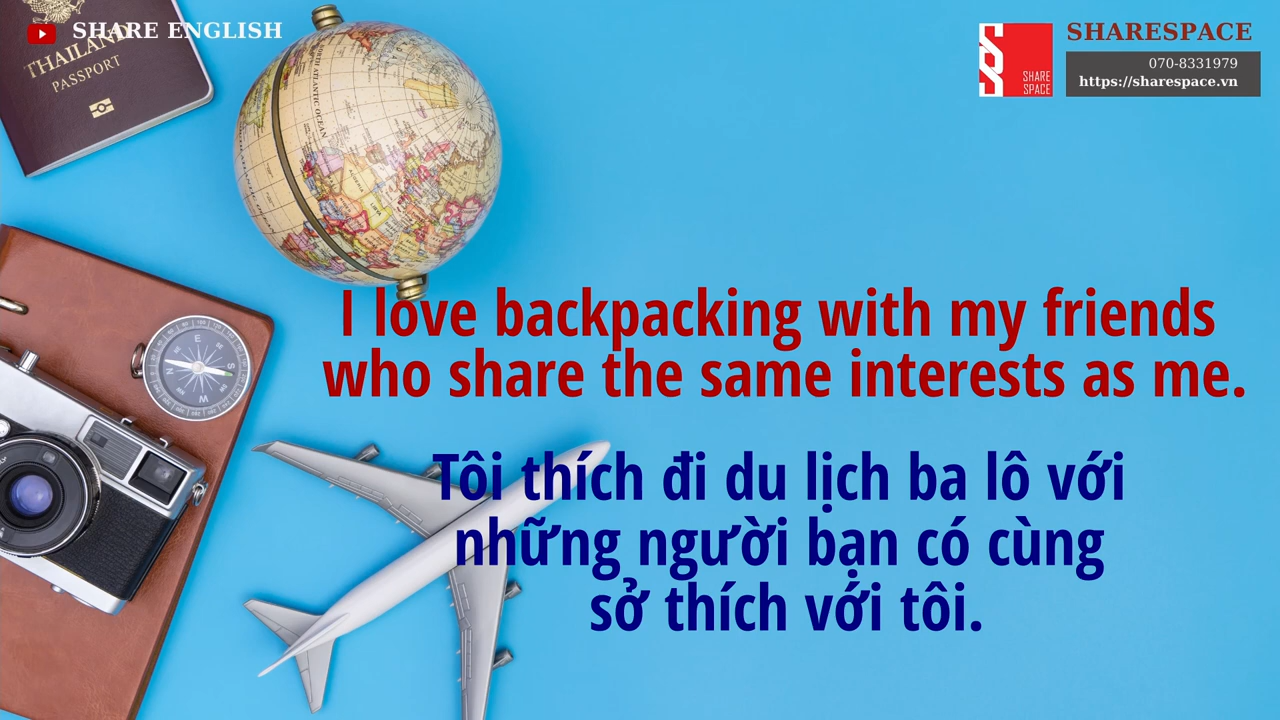 SHARE ENGLISH
THAILAND
PASSPORT
SHARE
SPACE
SHARESPACE
070-8331979
https://sharespace.vn
I love backpacking with my friends
who share the same interests as me.
Tôi thích đi du lịch ba lô với
những người bạn có cùng
sở thích với tôi.